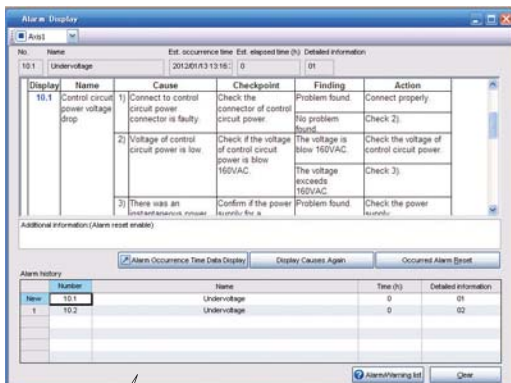 Alarm Display
Axis1
No. Name Est. occurrence time Est. elapsed time (h) Detailed information
10.1 Undervoltage 2012/01/13 13:16: 0 01
Display Name Cause Checkpoint Finding Action
10.1 Control circuit power voltage drop
1) Connect to control circuit power connector is faulty.
Check the connector of control circuit power.
Problem found. Connect properly.
No problem found. Check 2).
2) Voltage of control circuit power is low.
Check if the voltage of control circuit power is blow 160VAC.
The voltage is blow 160VAC.
Check the voltage of control circuit power.
The voltage exceeds 160VAC.
Check 3).
3) There was an instantaneous power
Confirm if the power supply for a
Problem found. Check the power supply.
Additional information:(Alarm reset enable)
Alarm Occurrence Time Data Display Display Causes Again Occurred Alarm Reset
Alarm history
Number Name Time (h) Detailed information
New 10.1 Undervoltage 0 01
1 10.2 Undervoltage 0 02
Alarm/Warning list Clear